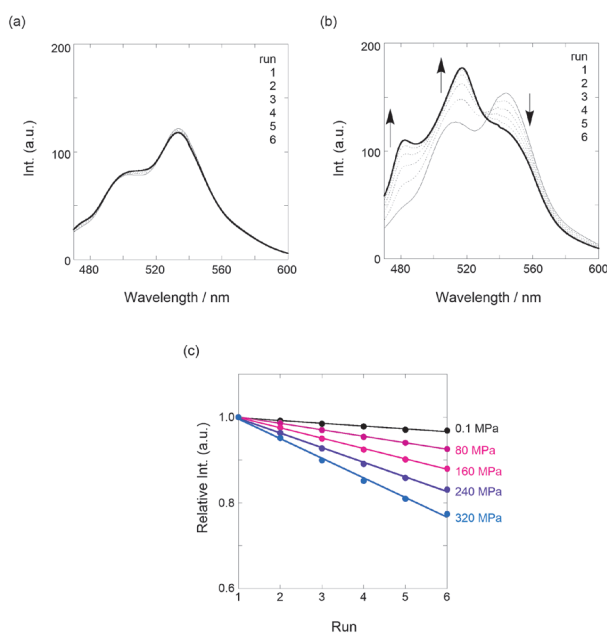 (a)
200
100
0
Int. (a.u.)
run
1
2
3
4
5
6
480
520
560
600
Wavelength / nm
(b)
200
100
0
Int. (a.u.)
run
1
2
3
4
5
6
480
520
560
600
Wavelength / nm
(c)
1.0
0.8
0.6
Relative Int. (a.u.)
0.1 MPa
80 MPa
160 MPa
240 MPa
320 MPa
1
2
3
4
5
6
Run